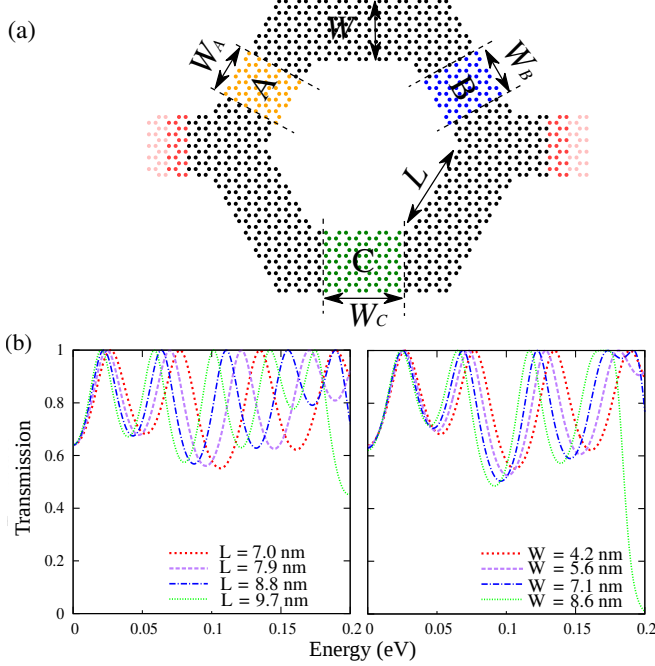 (a)
W
W_A
A
B
W_B
L
C
W_C
(b)
Transmission
1
0.8
0.6
0.4
0.2
0
L = 7.0 nm
L = 7.9 nm
L = 8.8 nm
L = 9.7 nm
W = 4.2 nm
W = 5.6 nm
W = 7.1 nm
W = 8.6 nm
0 0.05 0.1 0.15 0.2
0 0.05 0.1 0.15 0.2
Energy (eV)